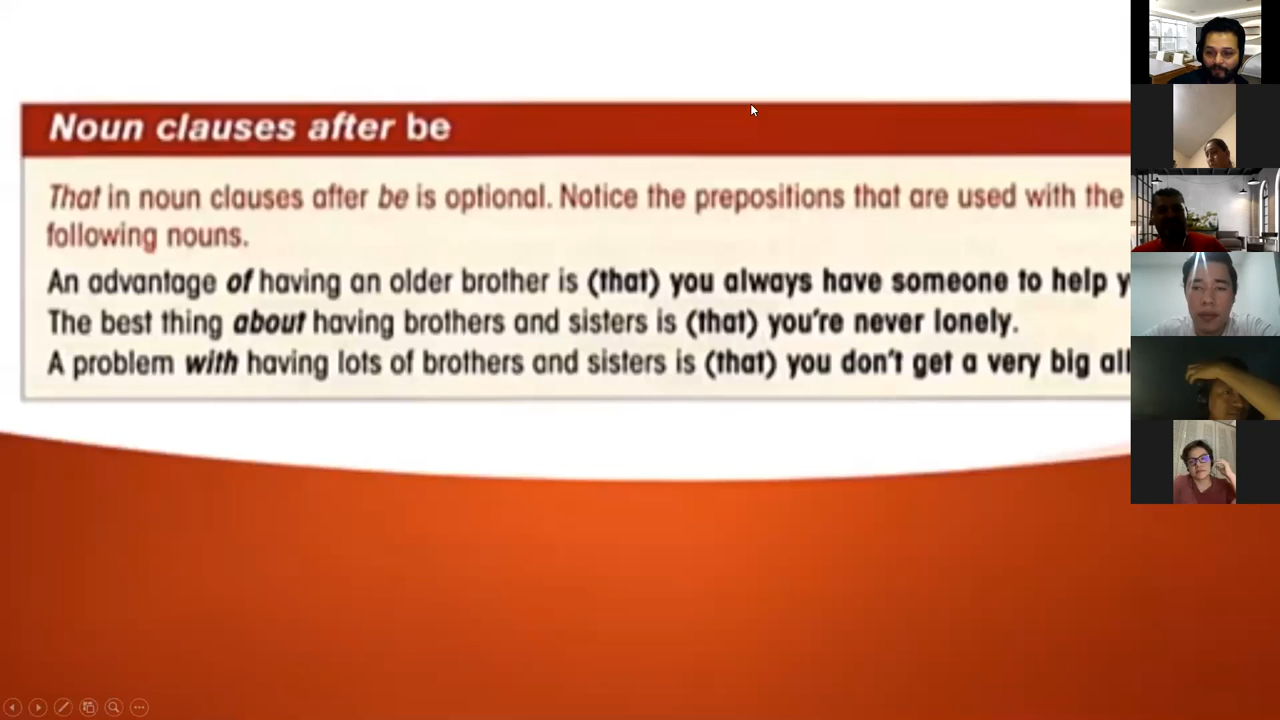 Noun clauses after be
That in noun clauses after be is optional. Notice the prepositions that are used with the
following nouns.
An advantage of having an older brother is (that) you always have someone to help
The best thing about having brothers and sisters is (that) you're never lonely.
A problem with having lots of brothers and sisters is (that) you don't get a very big